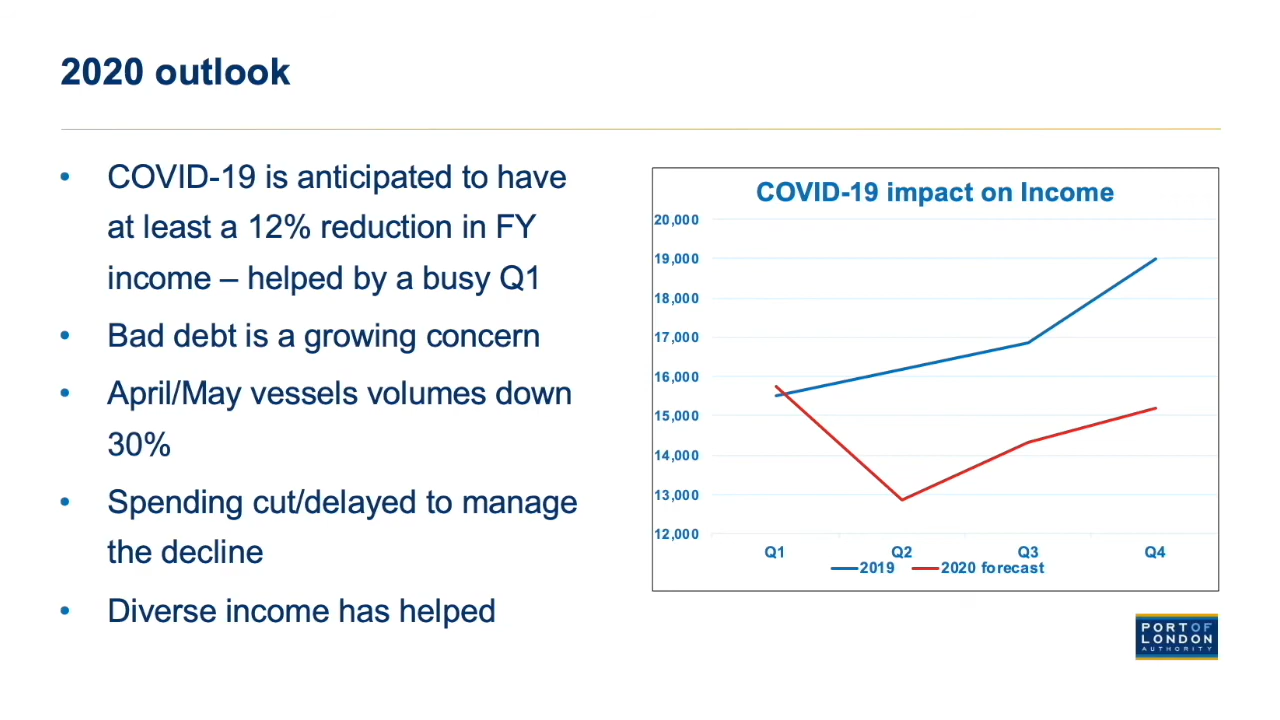 2020 outlook
• COVID-19 is anticipated to have
at least a 12% reduction in FY
income – helped by a busy Q1
• Bad debt is a growing concern
• April/May vessels volumes down
30%
• Spending cut/delayed to manage
the decline
• Diverse income has helped
COVID-19 impact on Income
20,000
19,000
18,000
17,000
16,000
15,000
14,000
13,000
12,000
Q1 Q2 Q3 Q4
2019 2020 forecast
PORT OF
LONDON
AUTHORITY